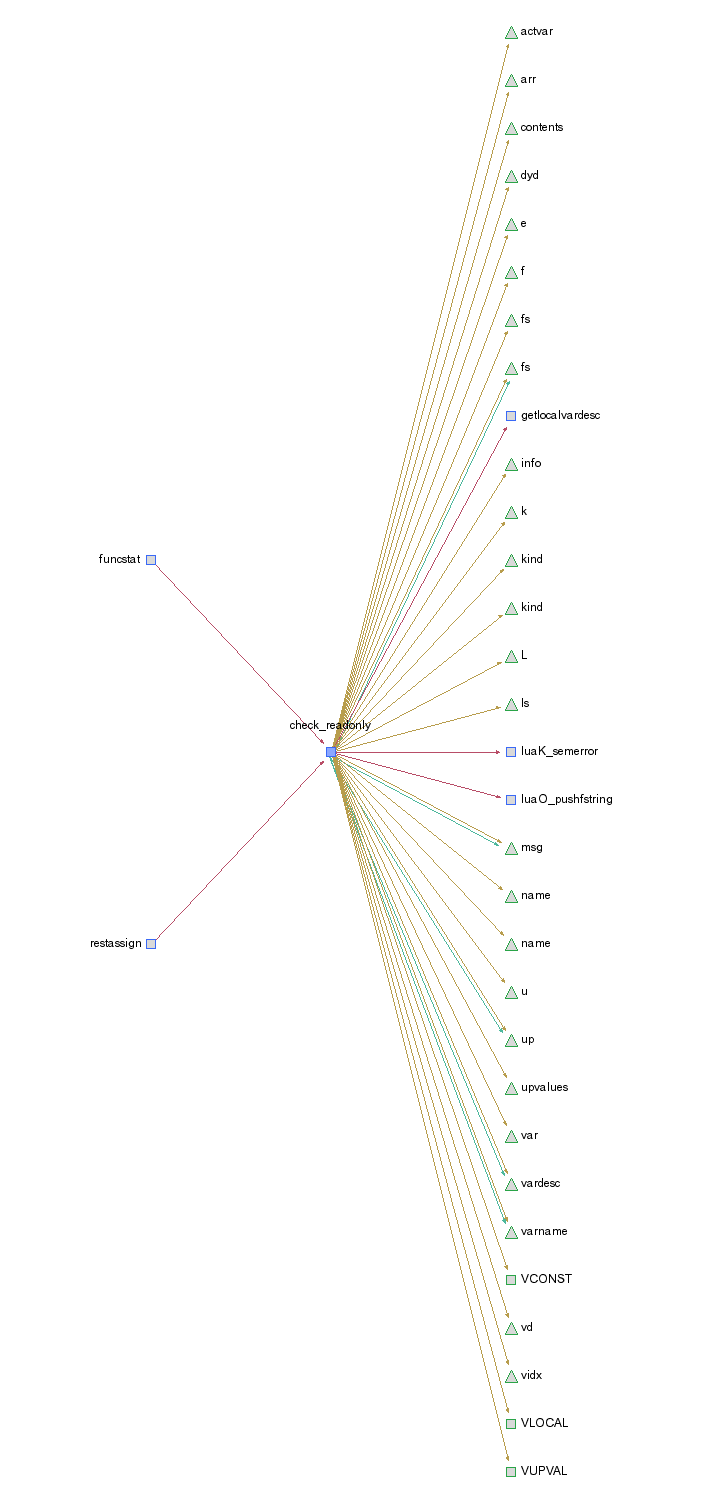 actvar
arr
contents
dyd
e
f
fs
fs
getlocalvardesc
info
k
funcstat
kind
kind
L
ls
check_readonly
luaK_semerror
luaO_pushfstring
msg
name
restassign
name
u
up
upvalues
var
vardesc
varname
VCONST
vd
vidx
VLOCAL
VUPVAL